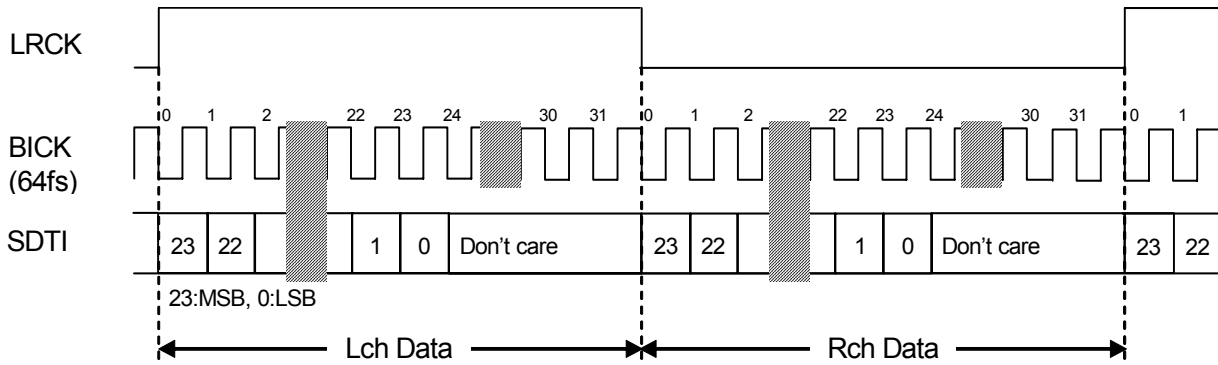 LRCK
0 1 2 22 23 24 30 31 0 1 2 22 23 24 30 31 0 1
BICK
(64fs)
SDTI 23 22 1 0 Don't care 23 22 1 0 Don't care 23 22
23:MSB, 0:LSB
Lch Data Rch Data